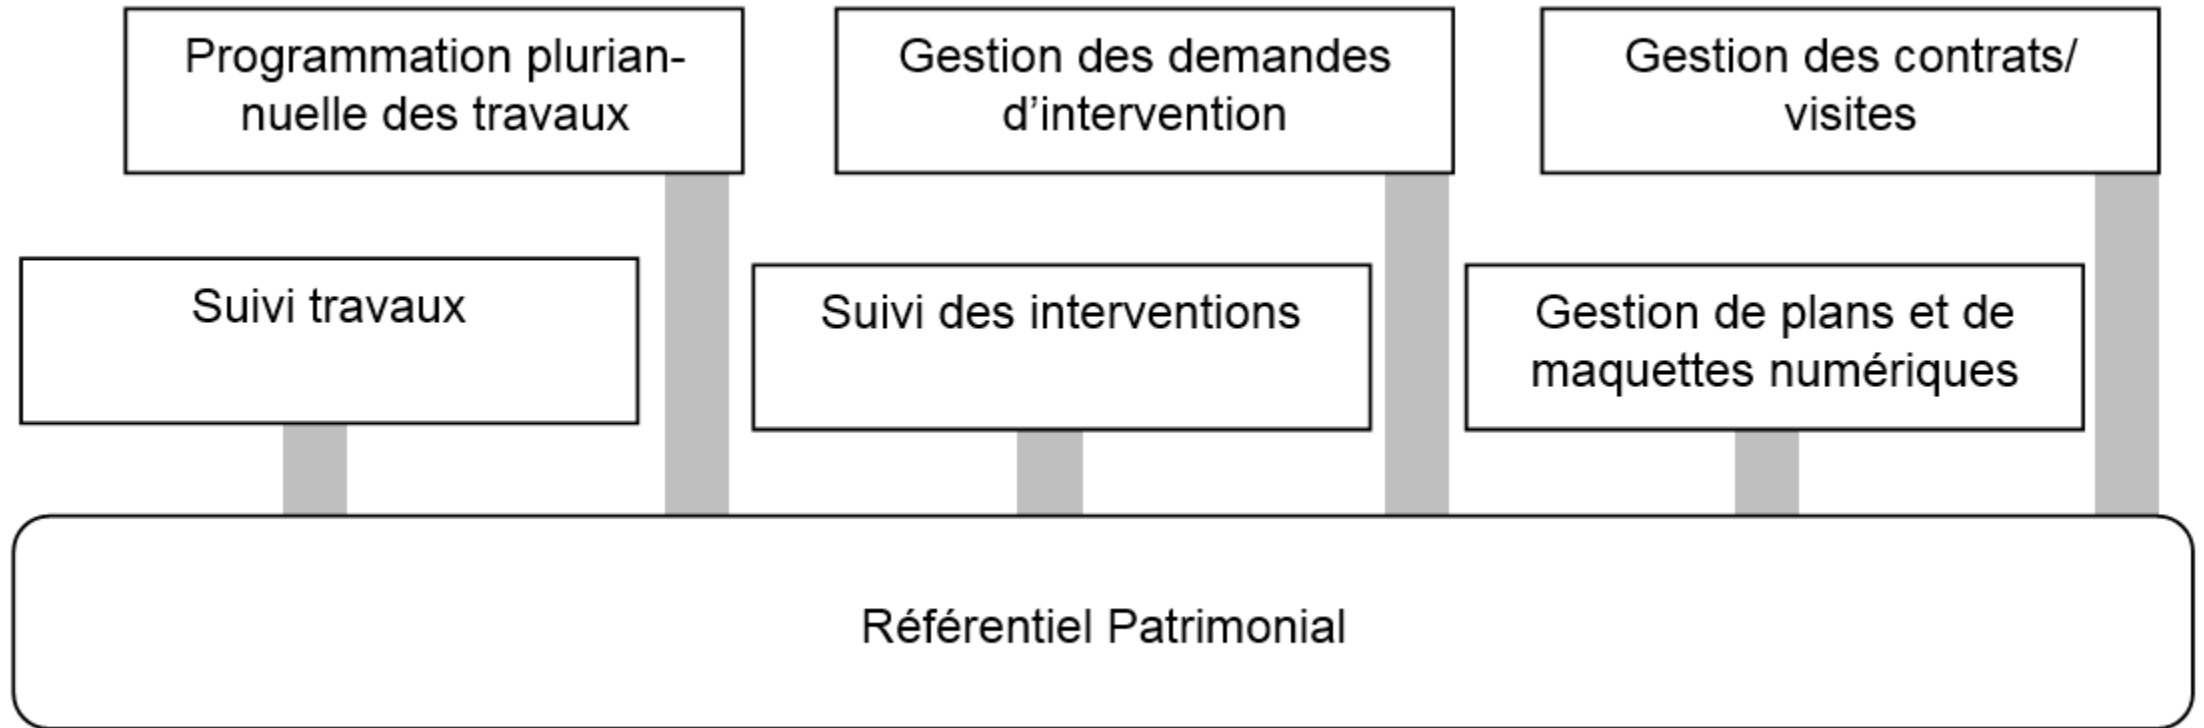 Programmation plurian-
nuelle des travaux
Gestion des demandes
d’intervention
Gestion des contrats/
visites
Suivi travaux
Suivi des interventions
Gestion de plans et de
maquettes numériques
Référentiel Patrimonial